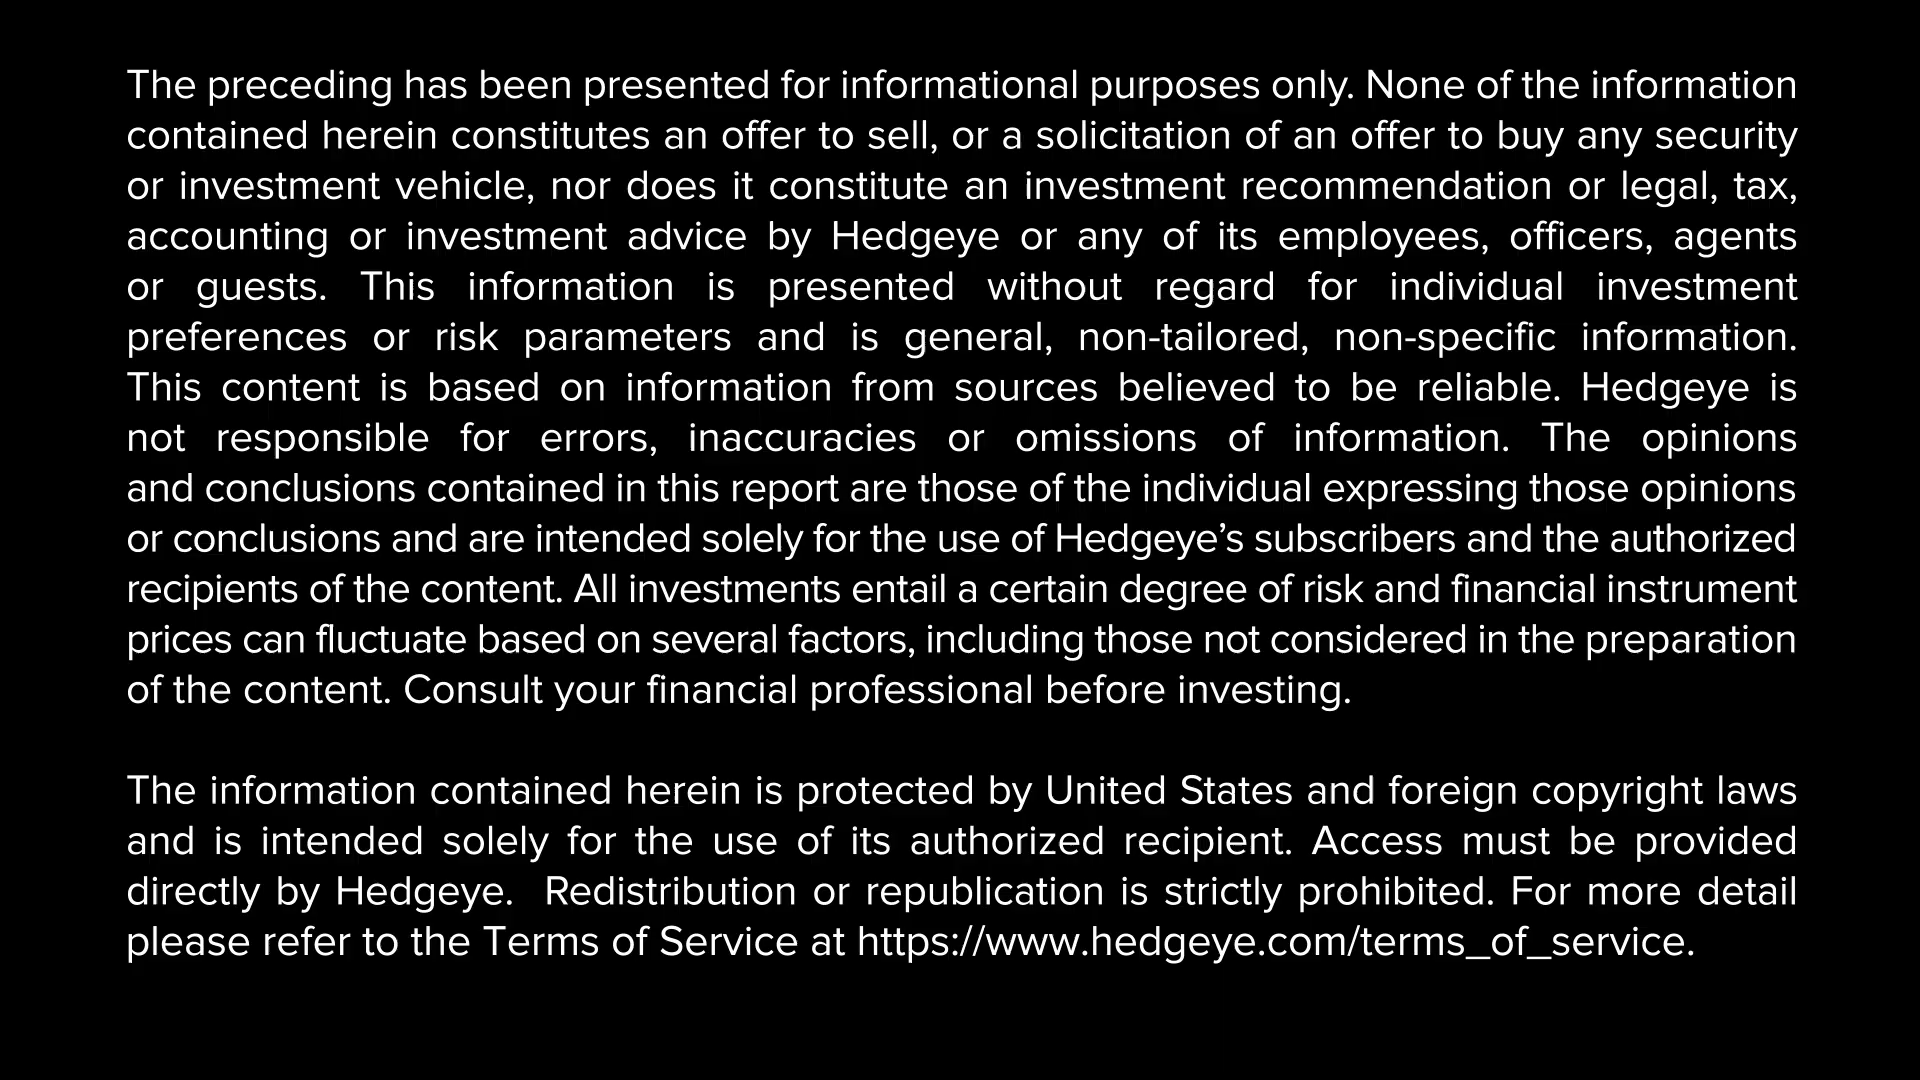 The preceding has been presented for informational purposes only. None of the information
contained herein constitutes an offer to sell, or a solicitation of an offer to buy any security
or investment vehicle, nor does it constitute an investment recommendation or legal, tax,
accounting or investment advice by Hedgeye or any of its employees, officers, agents
or guests. This information is presented without regard for individual investment
preferences or risk parameters and is general, non-tailored, non-specific information.
This content is based on information from sources believed to be reliable. Hedgeye is
not responsible for errors, inaccuracies or omissions of information. The opinions
and conclusions contained in this report are those of the individual expressing those opinions
or conclusions and are intended solely for the use of Hedgeye’s subscribers and the authorized
recipients of the content. All investments entail a certain degree of risk and financial instrument
prices can fluctuate based on several factors, including those not considered in the preparation
of the content. Consult your financial professional before investing.

The information contained herein is protected by United States and foreign copyright laws
and is intended solely for the use of its authorized recipient. Access must be provided
directly by Hedgeye.  Redistribution or republication is strictly prohibited. For more detail
please refer to the Terms of Service at https://www.hedgeye.com/terms_of_service.